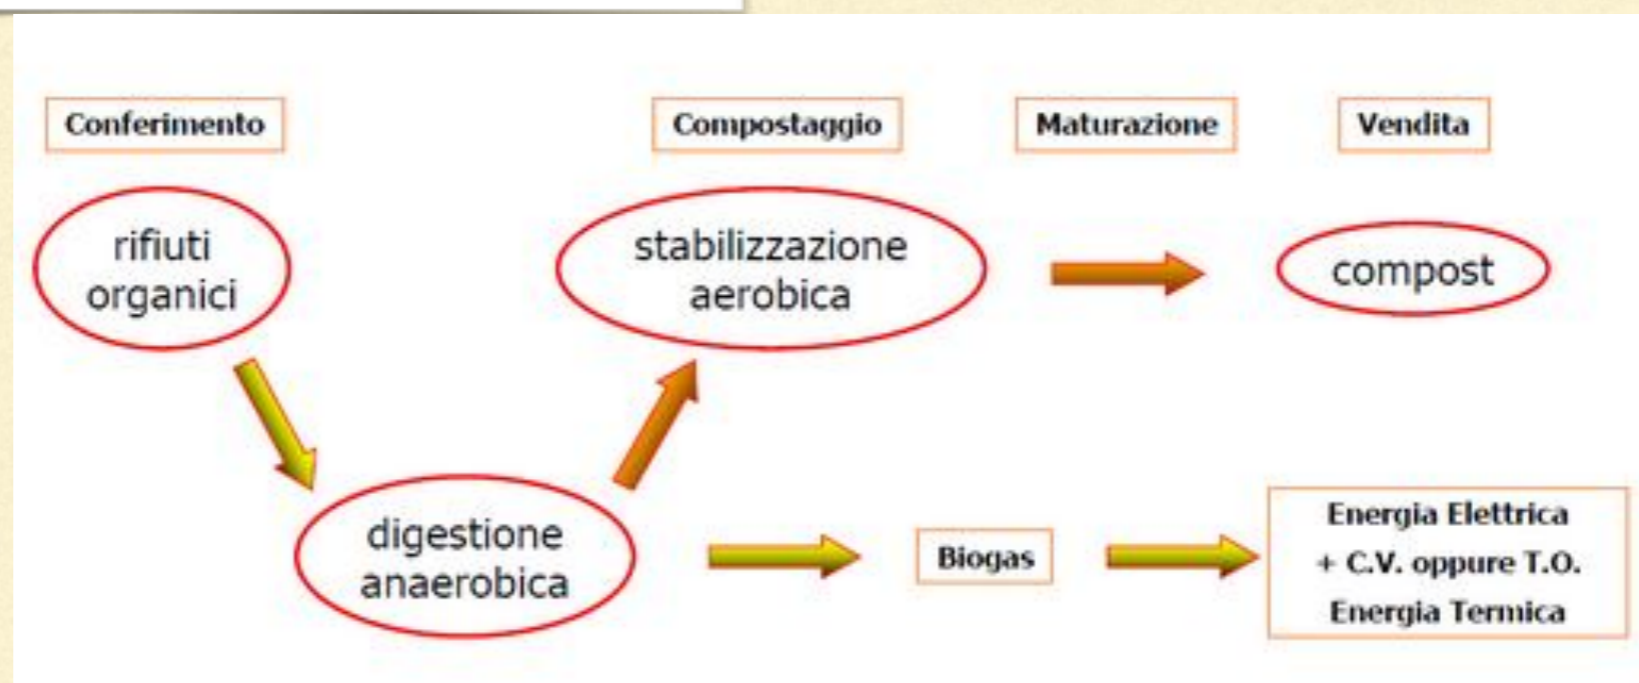 Conferimento
Compostaggio
Maturazione
Vendita
rifiuti
organici
stabilizzazione
aerobica
compost
digestione
anaerobica
Biogas
Energia Elettrica
+ C.V. oppure T.O.
Energia Termica